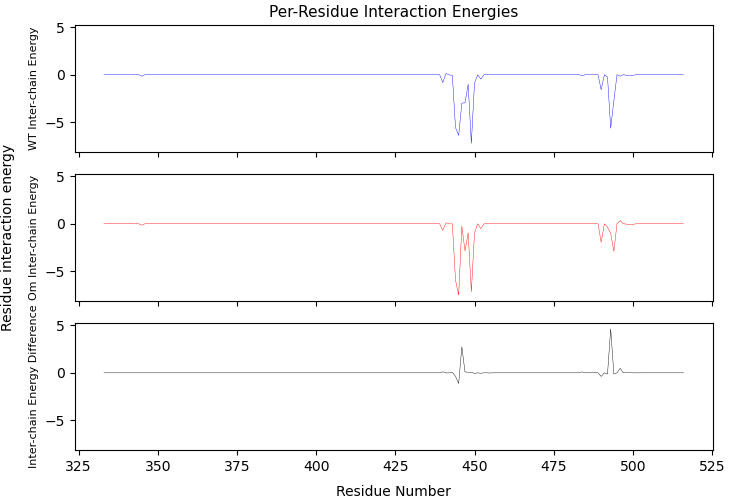 Per-Residue Interaction Energies
Residue interaction energy
WT Inter-chain Energy
5
0
−5
Om Inter-chain Energy
5
0
−5
Inter-chain Energy Difference
5
0
−5
325 350 375 400 425 450 475 500 525
Residue Number